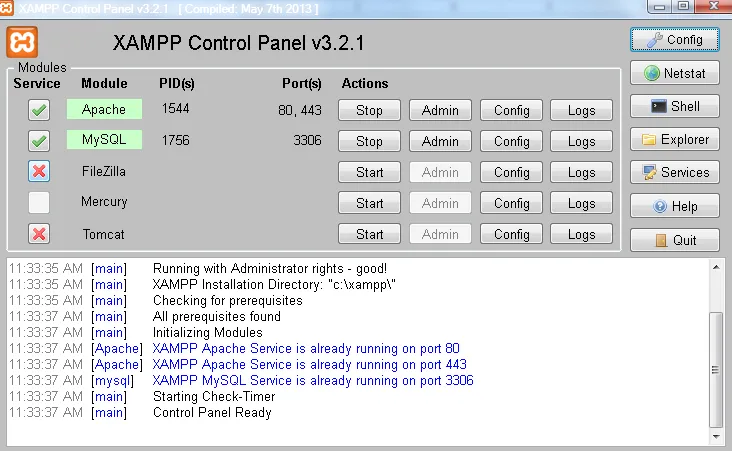 XAMPP Control Panel v3.2.1 [ Compiled: May 7th 2013 ]
XAMPP Control Panel v3.2.1
Config
Modules
Service Module PID(s) Port(s) Actions
Netstat
Apache 1544 80, 443 Stop Admin Config Logs
Shell
MySQL 1756 3306 Stop Admin Config Logs
Explorer
FileZilla Start Admin Config Logs
Services
Mercury Start Admin Config Logs
Help
Tomcat Start Admin Config Logs
Quit
11:33:35 AM [main] Running with Administrator rights - good!
11:33:35 AM [main] XAMPP Installation Directory: "c:\xampp\"
11:33:35 AM [main] Checking for prerequisites
11:33:37 AM [main] All prerequisites found
11:33:37 AM [main] Initializing Modules
11:33:37 AM [Apache] XAMPP Apache Service is already running on port 80
11:33:37 AM [Apache] XAMPP Apache Service is already running on port 443
11:33:37 AM [mysql] XAMPP MySQL Service is already running on port 3306
11:33:37 AM [main] Starting Check-Timer
11:33:37 AM [main] Control Panel Ready